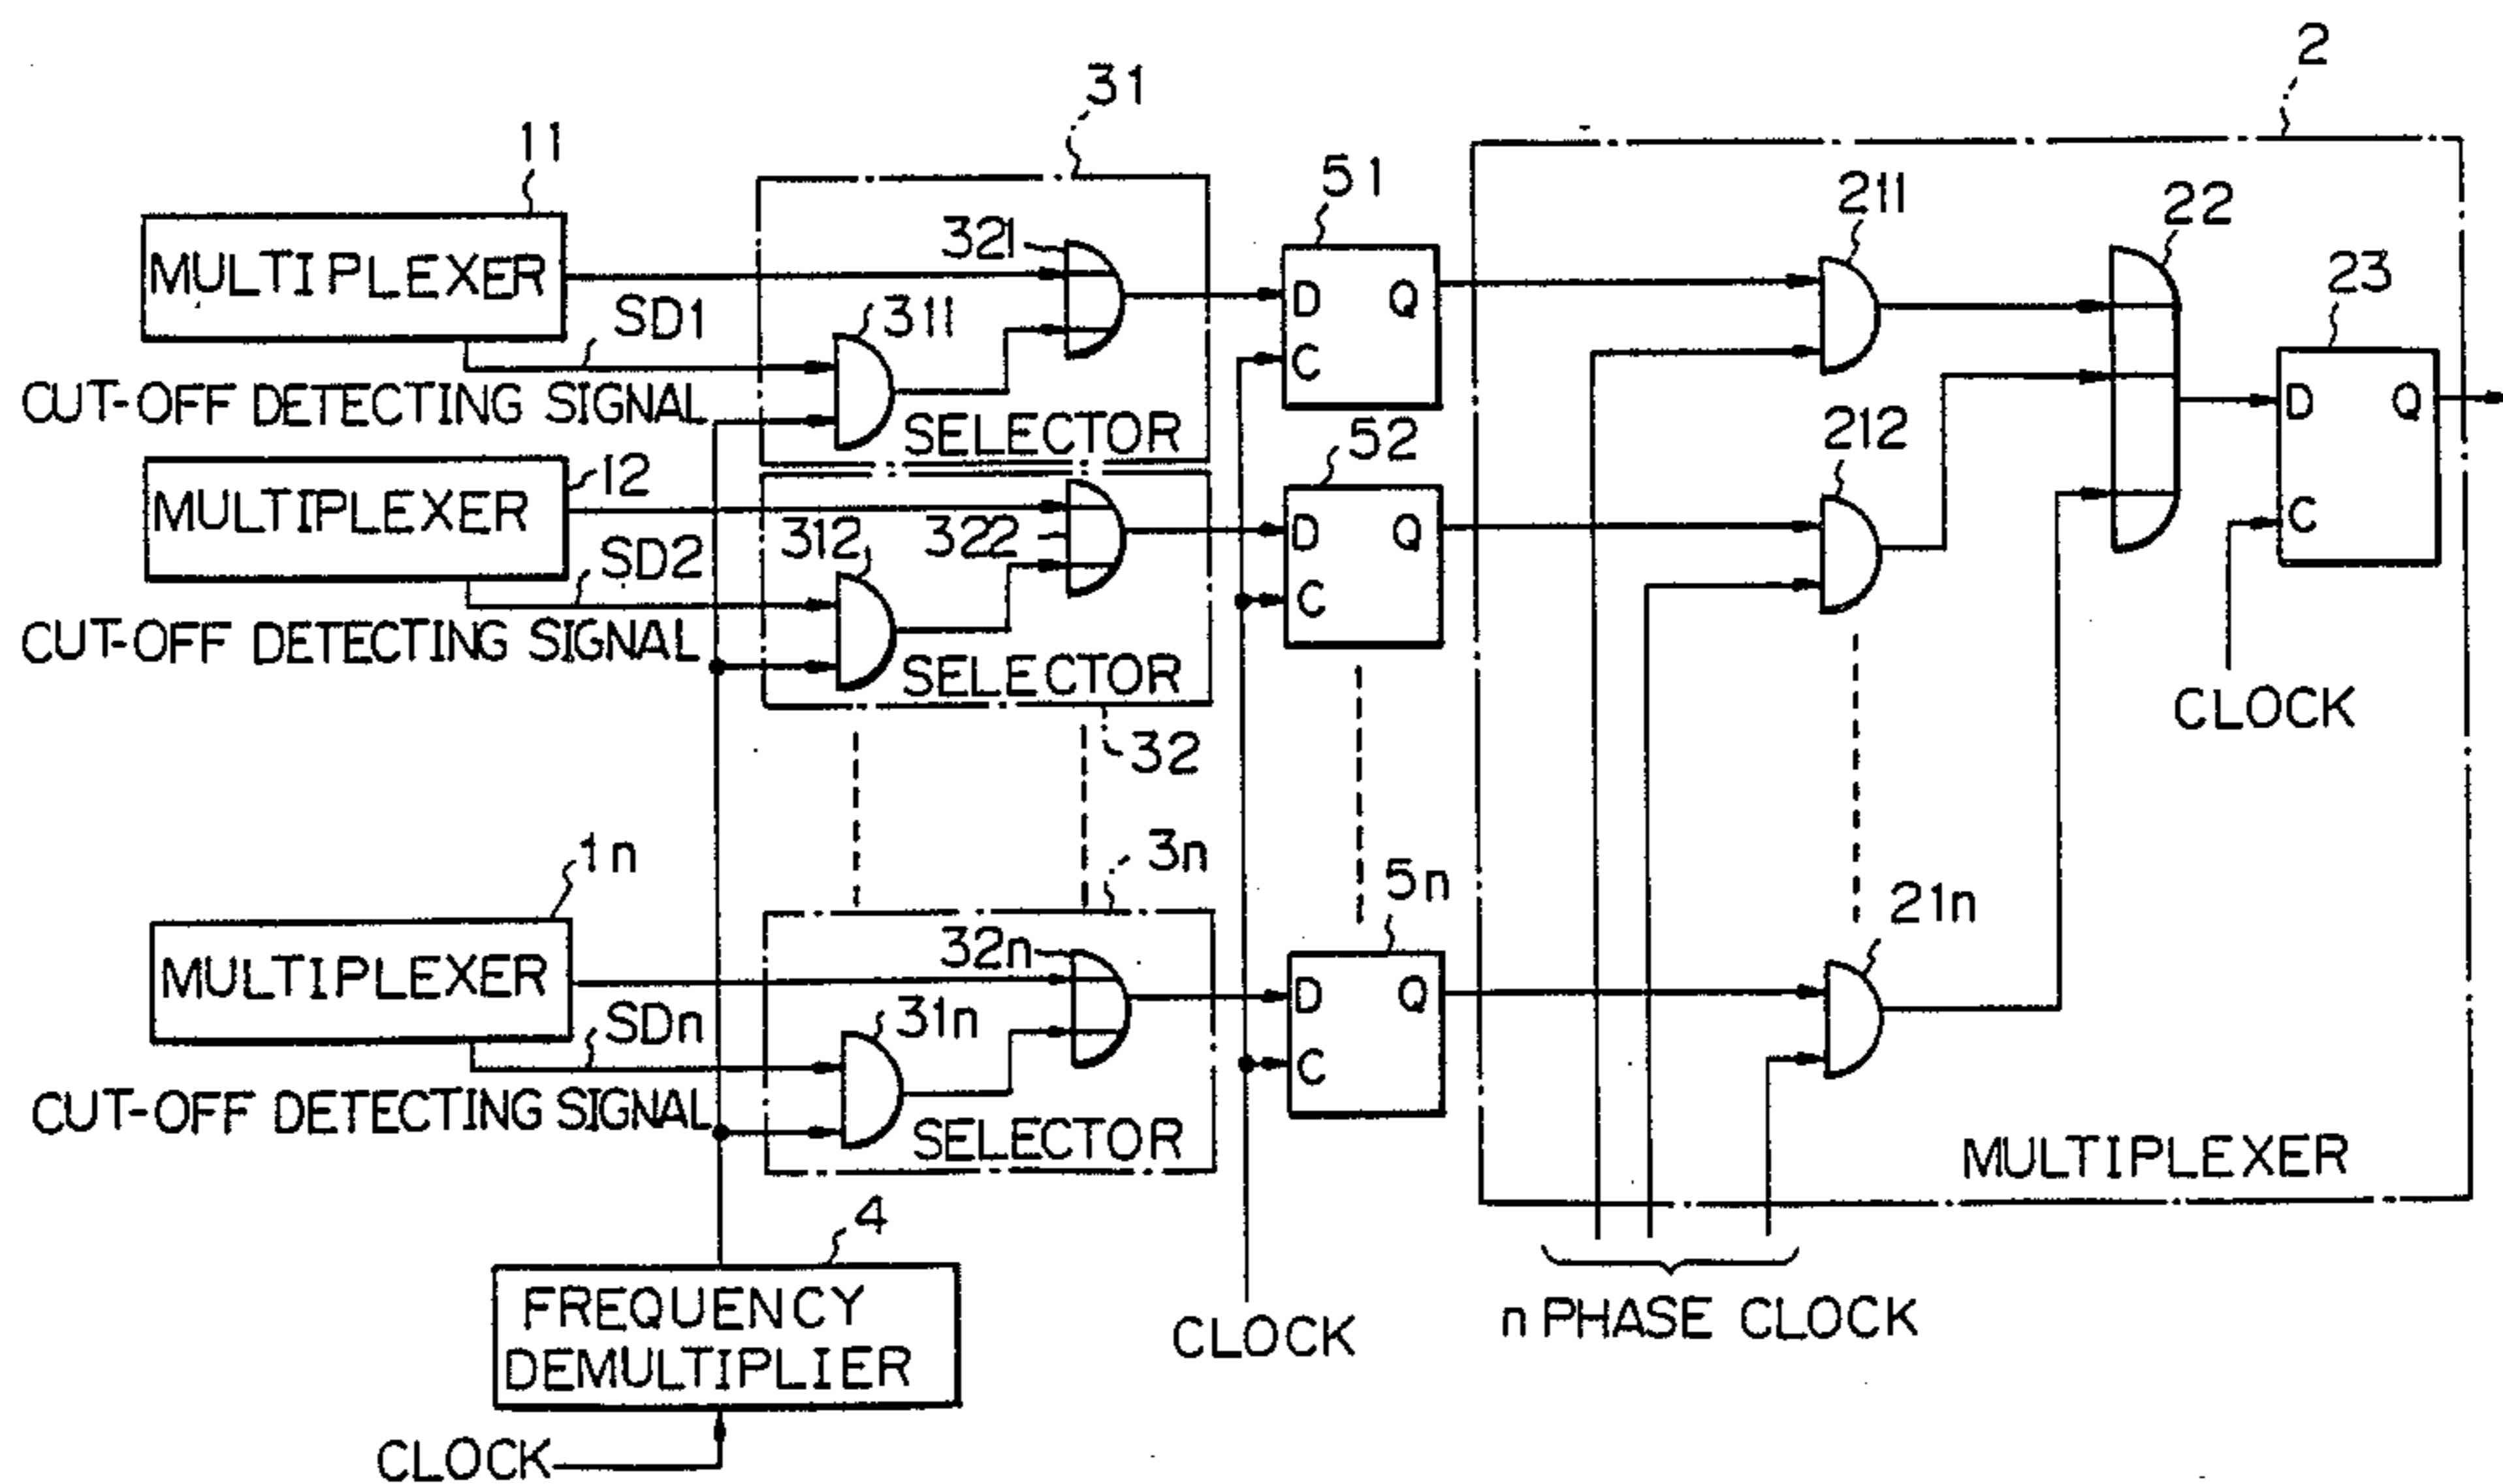 2
31
11
51
211
22
MULTIPLEXER
321
23
SD1
311
D Q
C
CUT-OFF DETECTING SIGNAL
SELECTOR
52
212
D Q
C
12
MULTIPLEXER
312
322
D Q
C
SD2
CUT-OFF DETECTING SIGNAL
SELECTOR
CLOCK
32
1n
3n
5n
21n
MULTIPLEXER
32n
D Q
C
SDn
31n
CUT-OFF DETECTING SIGNAL
SELECTOR
MULTIPLEXER
4
FREQUENCY
DEMULTIPLIER
CLOCK
n PHASE CLOCK
CLOCK